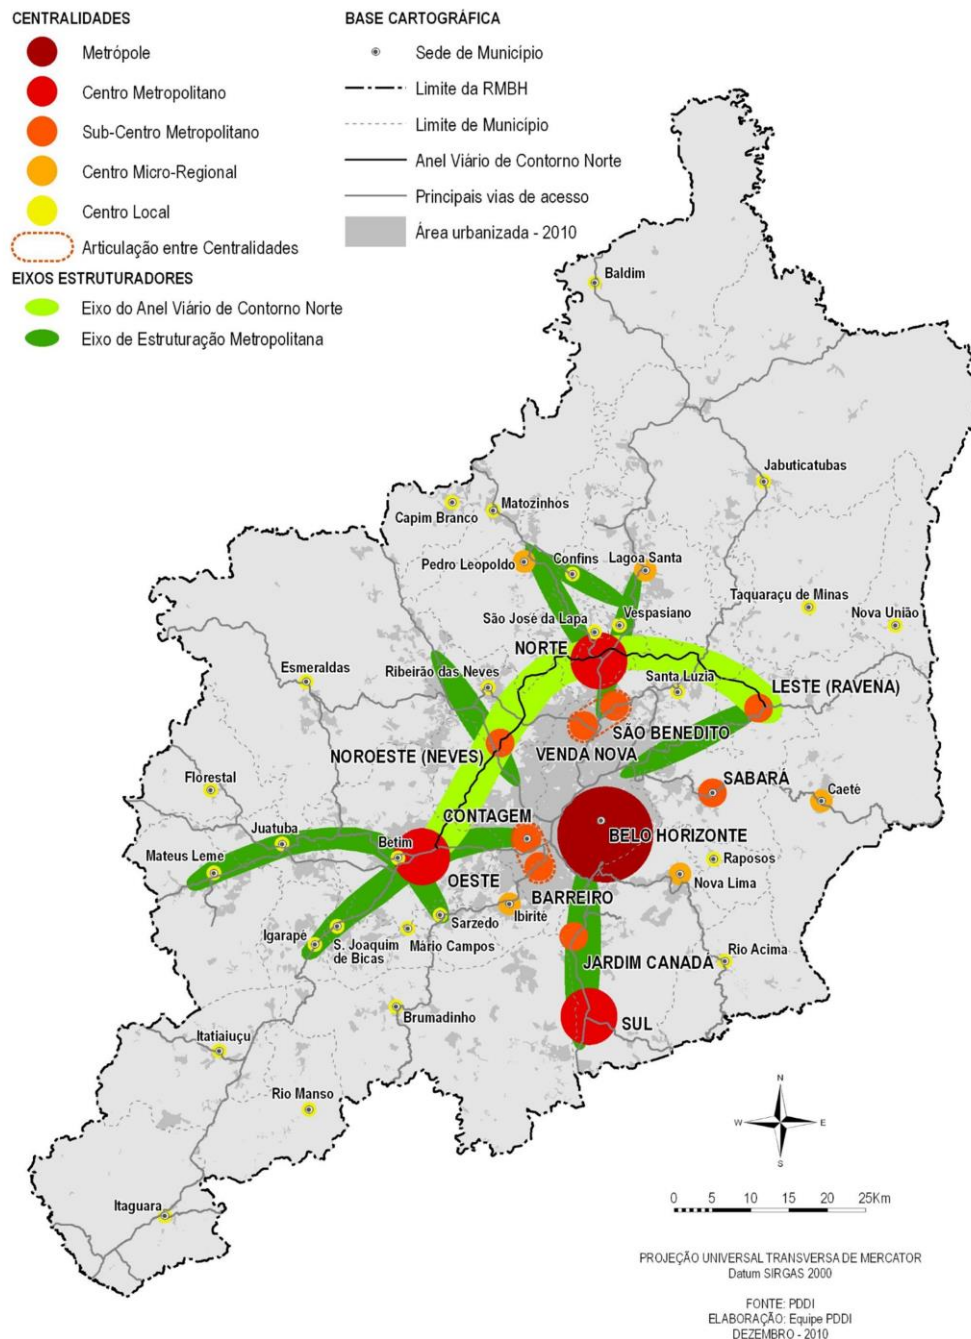 CENTRALIDADES
Metrópole
Centro Metropolitano
Sub-Centro Metropolitano
Centro Micro-Regional
Centro Local
Articulação entre Centralidades
EIXOS ESTRUTURADORES
Eixo do Anel Viário de Contorno Norte
Eixo de Estruturação Metropolitana
BASE CARTOGRÁFICA
Sede de Município
Limite da RMBH
Limite de Município
Anel Viário de Contorno Norte
Principais vias de acesso
Área urbanizada - 2010
Baldim
Jabuticatubas
Matozinhos
Capim Branco
Pedro Leopoldo
Confins
Lagoa Santa
Taquaraçu de Minas
Nova União
São José da Lapa
Vespasiano
NORTE
Esmeraldas
Ribeirão das Neves
Santa Lúzia
LESTE (RAVENA)
SÃO BENEDITO
NOROESTE (NEVES)
VENDA NOVA
Florestal
SABARÁ
Caetè
CONTAGEM
Juatuba
Betim
BELO HORIZONTE
Mateus Leme
Raposos
OESTE
Nova Lima
BARREIRO
Ibiritè
Sarzedo
Igarapè
S. Joaquim
de Bicas
Mário Campos
Rio Acima
JARDIM CANADÁ
Brumadinho
SUL
Itatiaiuçu
Rio Manso
Itaguara
N
W
E
S
0 5 10 15 20 25Km
PROJEÇÃO UNIVERSAL TRANSVERSA DE MERCATOR
Datum SIRGAS 2000
FONTE: PDDI
ELABORAÇÃO: Equipe PDDI
DEZEMBRO - 2010